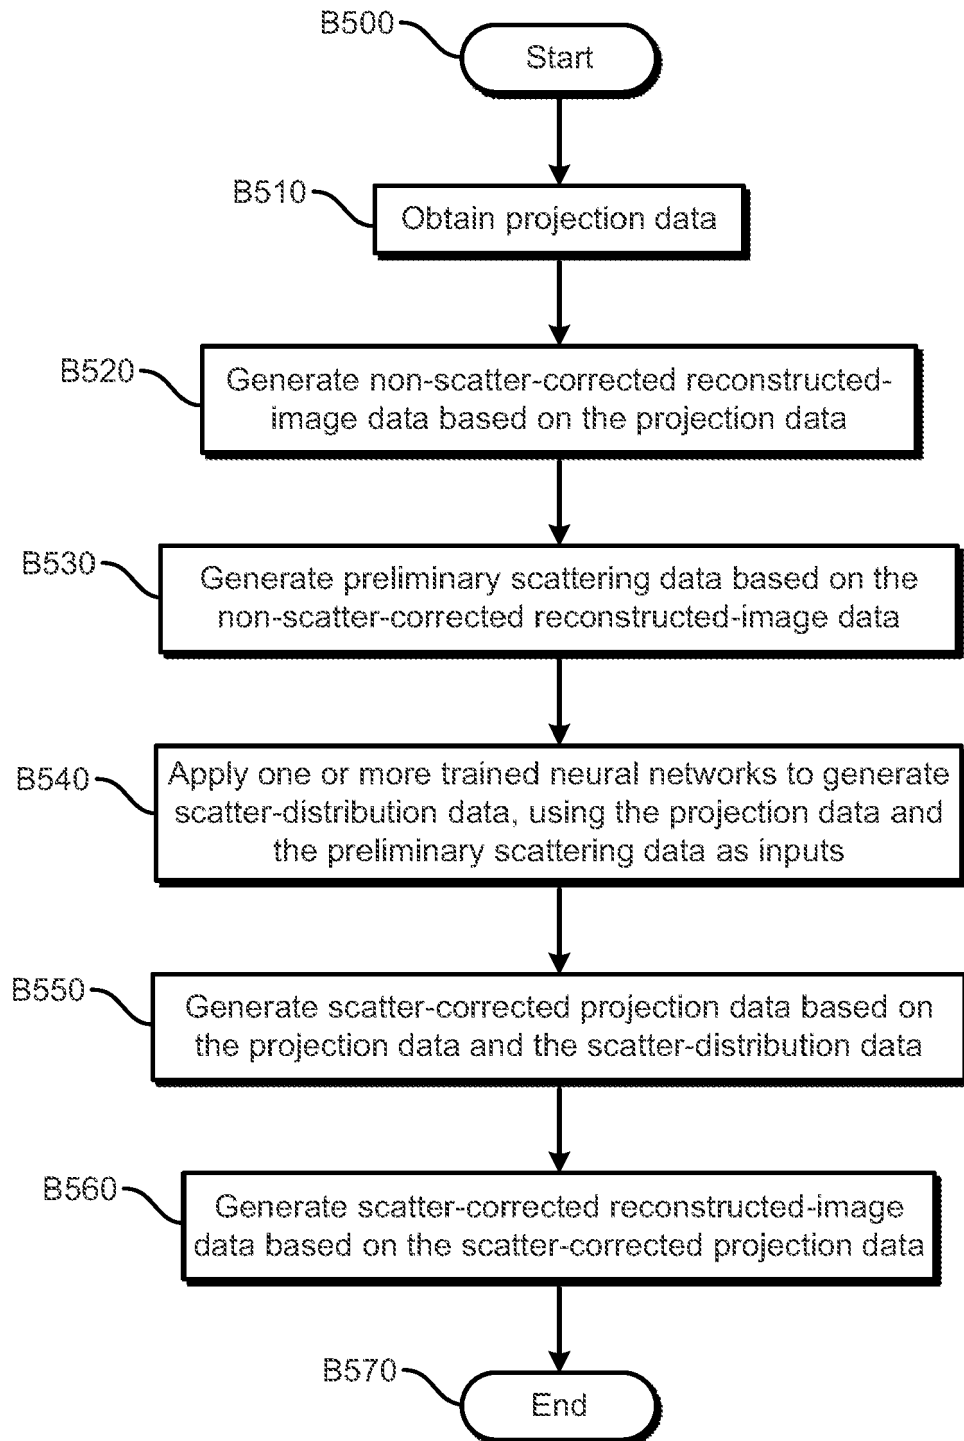 B500
Start
B510
Obtain projection data
B520
Generate non-scatter-corrected reconstructed-
image data based on the projection data
B530
Generate preliminary scattering data based on the
non-scatter-corrected reconstructed-image data
B540
Apply one or more trained neural networks to generate
scatter-distribution data, using the projection data and
the preliminary scattering data as inputs
B550
Generate scatter-corrected projection data based on
the projection data and the scatter-distribution data
B560
Generate scatter-corrected reconstructed-image
data based on the scatter-corrected projection data
B570
End